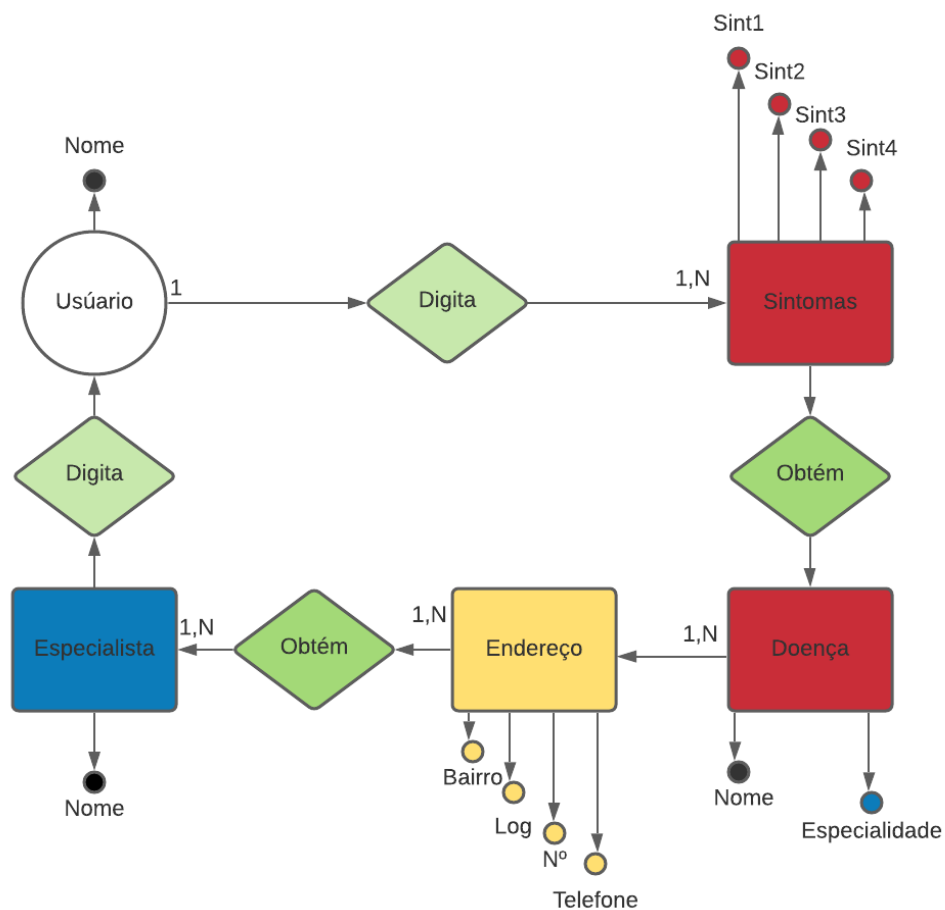 Sint1
Sint2
Sint3
Sint4
Nome
Usúario
1
Digita
1,N
Sintomas
Digita
Obtém
Especialista
1,N
Obtém
1,N
Endereço
1,N
Doença
Nome
Bairro
Log
Nº
Telefone
Nome
Especialidade